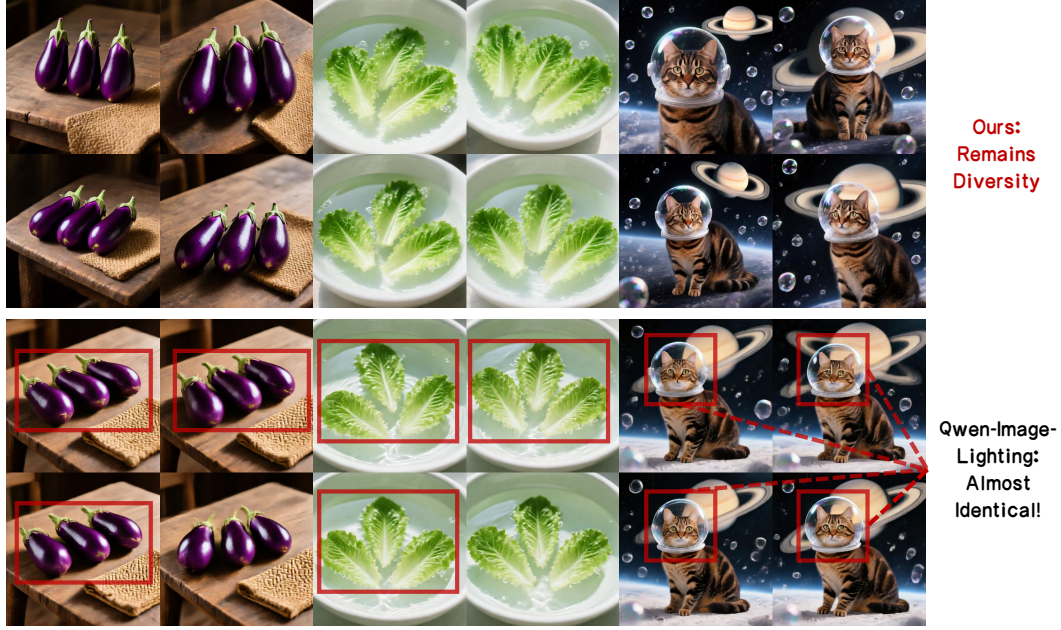 Ours:
Remains
Diversity
Qwen-Image-
Lighting:
Almost
Identical!